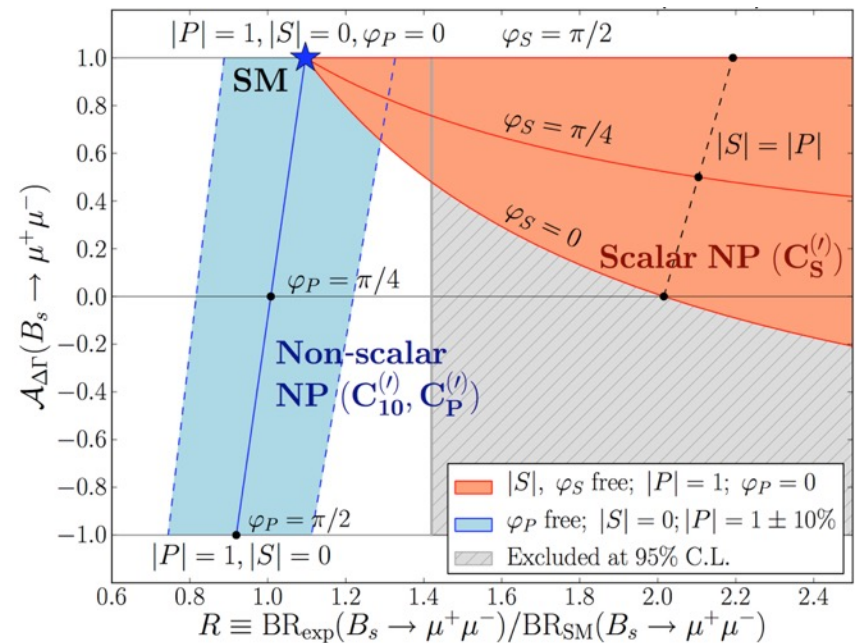 |P| = 1, |S| = 0, φ_P = 0
φ_S = π/2
SM
φ_S = π/4
|S| = |P|
φ_S = 0
Scalar NP (C_S^(′))
φ_P = π/4
Non-scalar
NP (C_10^(′), C_P^(′))
φ_P = π/2
|P| = 1, |S| = 0
|S|, φ_S free; |P| = 1; φ_P = 0
φ_P free; |S| = 0; |P| = 1 ± 10%
Excluded at 95% C.L.
1.0
0.8
0.6
0.4
0.2
0.0
−0.2
−0.4
−0.6
−0.8
−1.0
A_ΔΓ(B_s → μ⁺μ⁻)
0.6 0.8 1.0 1.2 1.4 1.6 1.8 2.0 2.2 2.4
R ≡ BR_exp(B_s → μ⁺μ⁻)/BR_SM(B_s → μ⁺μ⁻)